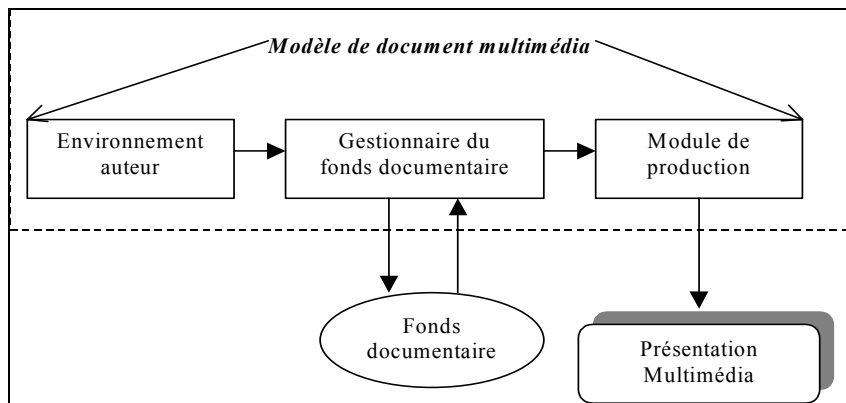 Modèle de document multimédia
Environnement
auteur
Gestionnaire du
fonds documentaire
Module de
production
Fonds
documentaire
Présentation
Multimédia